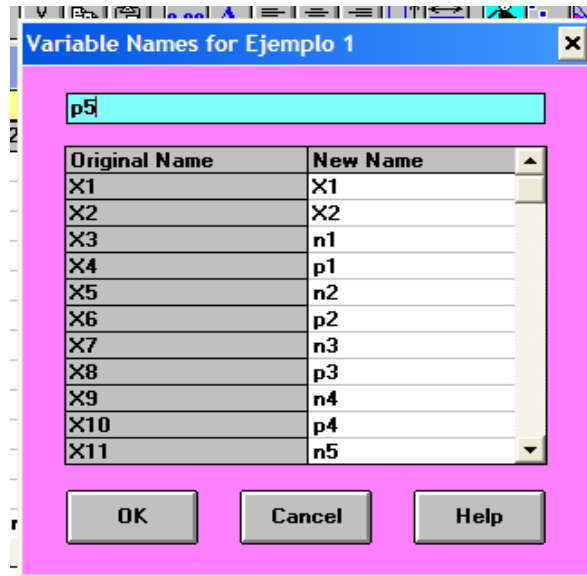 Variable Names for Ejemplo 1
p5
Original Name New Name
X1 X1
X2 X2
X3 n1
X4 p1
X5 n2
X6 p2
X7 n3
X8 p3
X9 n4
X10 p4
X11 n5
OK Cancel Help